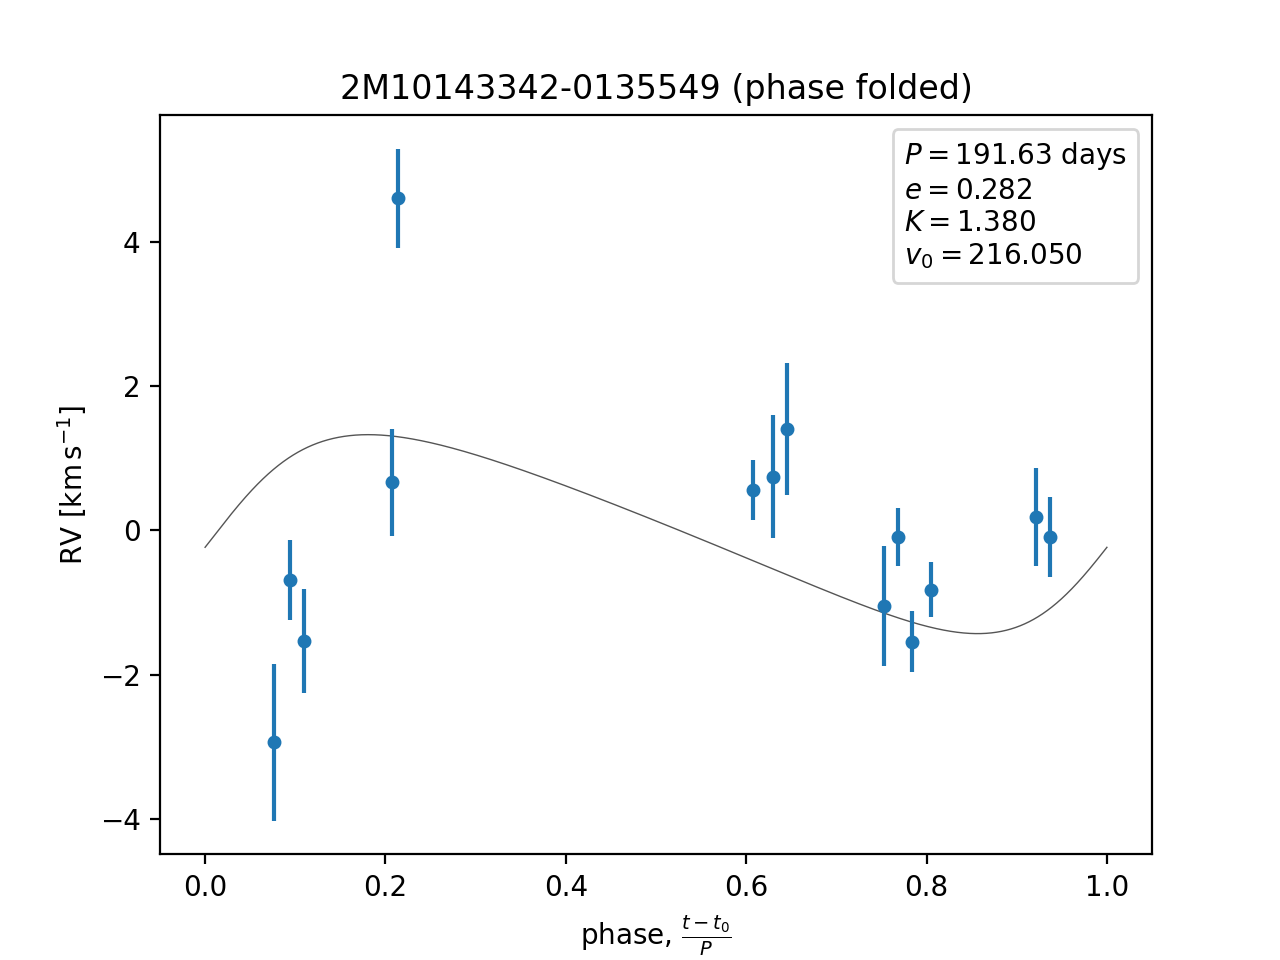 2M10143342-0135549 (phase folded)
P = 191.63 days
e = 0.282
K = 1.380
v₀ = 216.050
4
2
0
−2
−4
RV [km s⁻¹]
0.0 0.2 0.4 0.6 0.8 1.0
phase, (t − t₀)/P